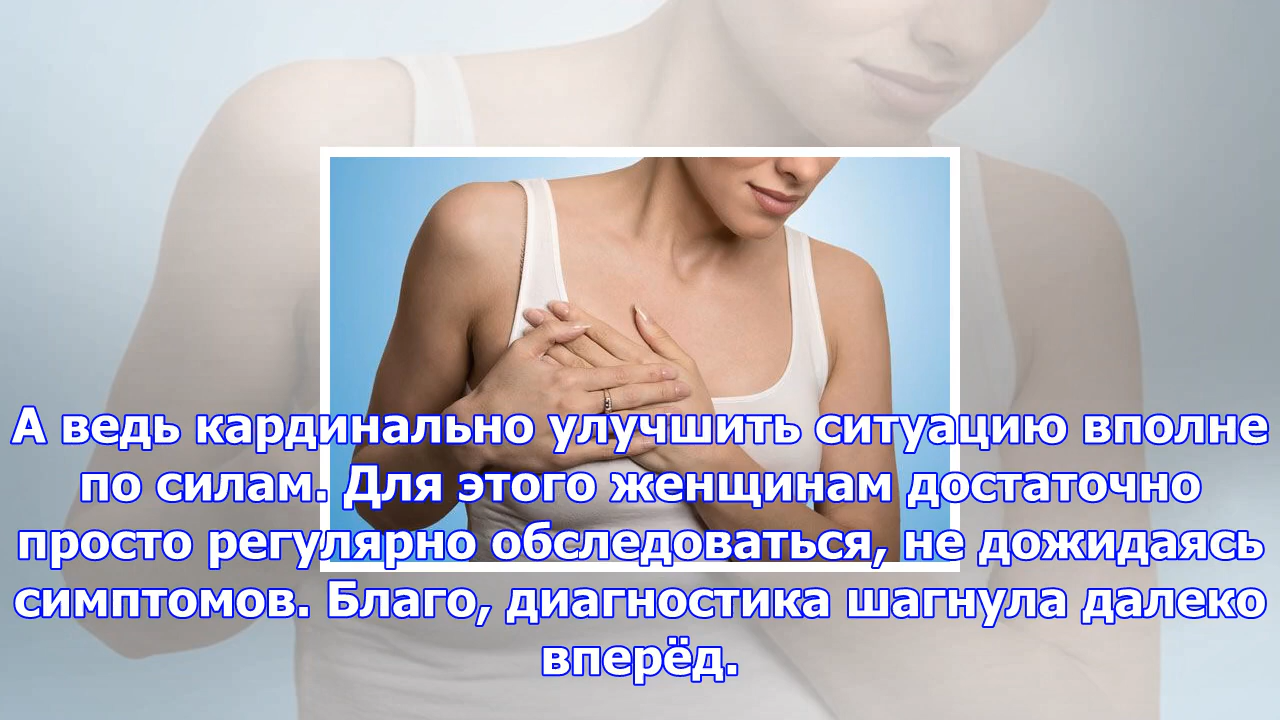 А ведь кардинально улучшить ситуацию вполне
по силам. Для этого женщинам достаточно
просто регулярно обследоваться, не дожидаясь
симптомов. Благо, диагностика шагнула далеко
вперёд.